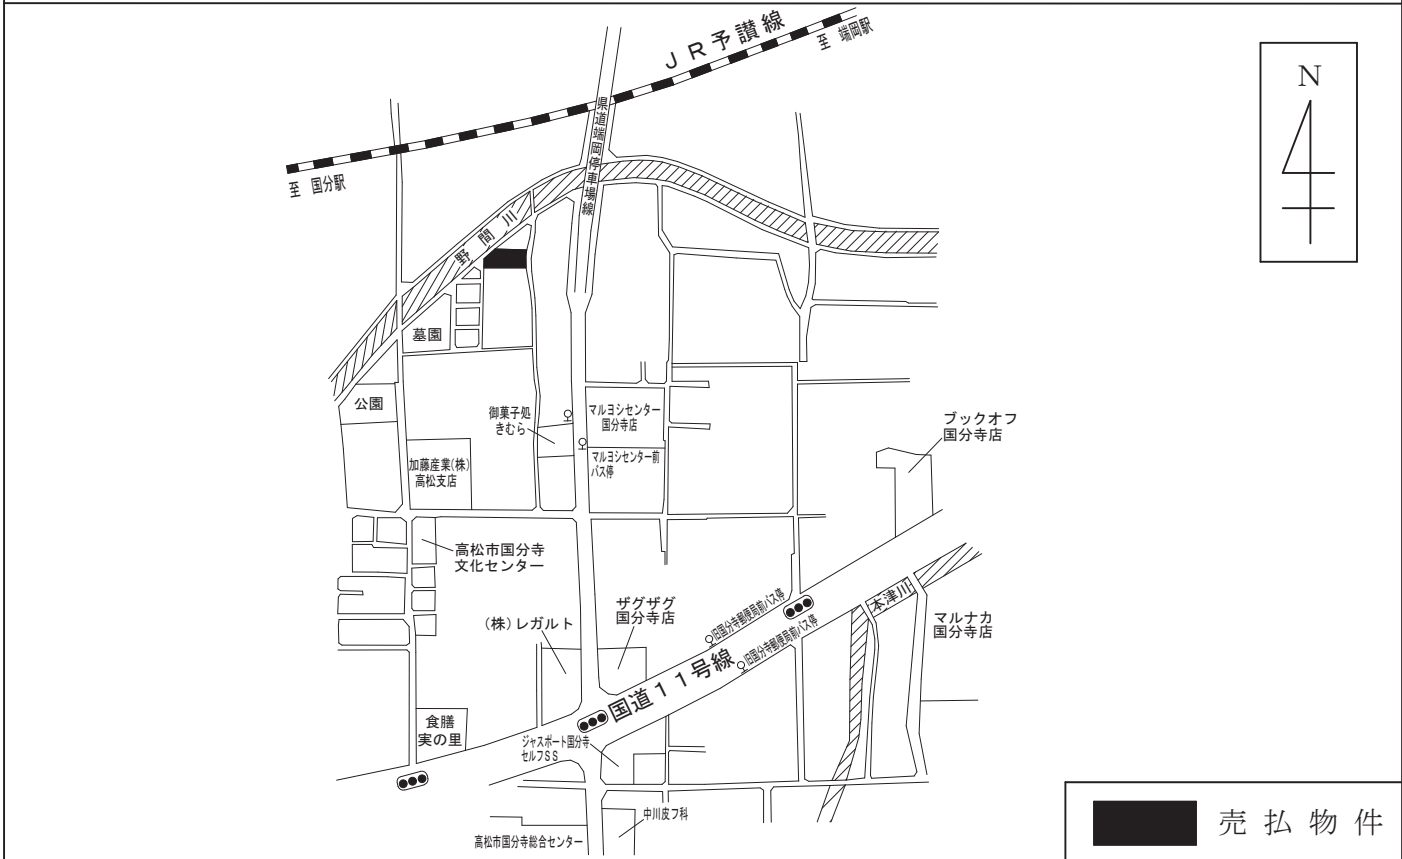 JR予讃線
至 端岡駅
N
県道端岡停車場線
至 国分駅
野間川
墓園
公園
御菓子処
きむら
マルヨシセンター
国分寺店
ブックオフ
国分寺店
加藤産業(株)
高松支店
マルヨシセンター前
バス停
高松市国分寺
文化センター
ザグザグ
国分寺店
(株)レガルト
旧国分寺郵便局前バス停
本津川
マルナカ
国分寺店
旧国分寺郵便局前バス停
国道11号線
食膳
実の里
ジャスポート国分寺
セルフSS
中川皮フ科
高松市国分寺総合センター
売払物件